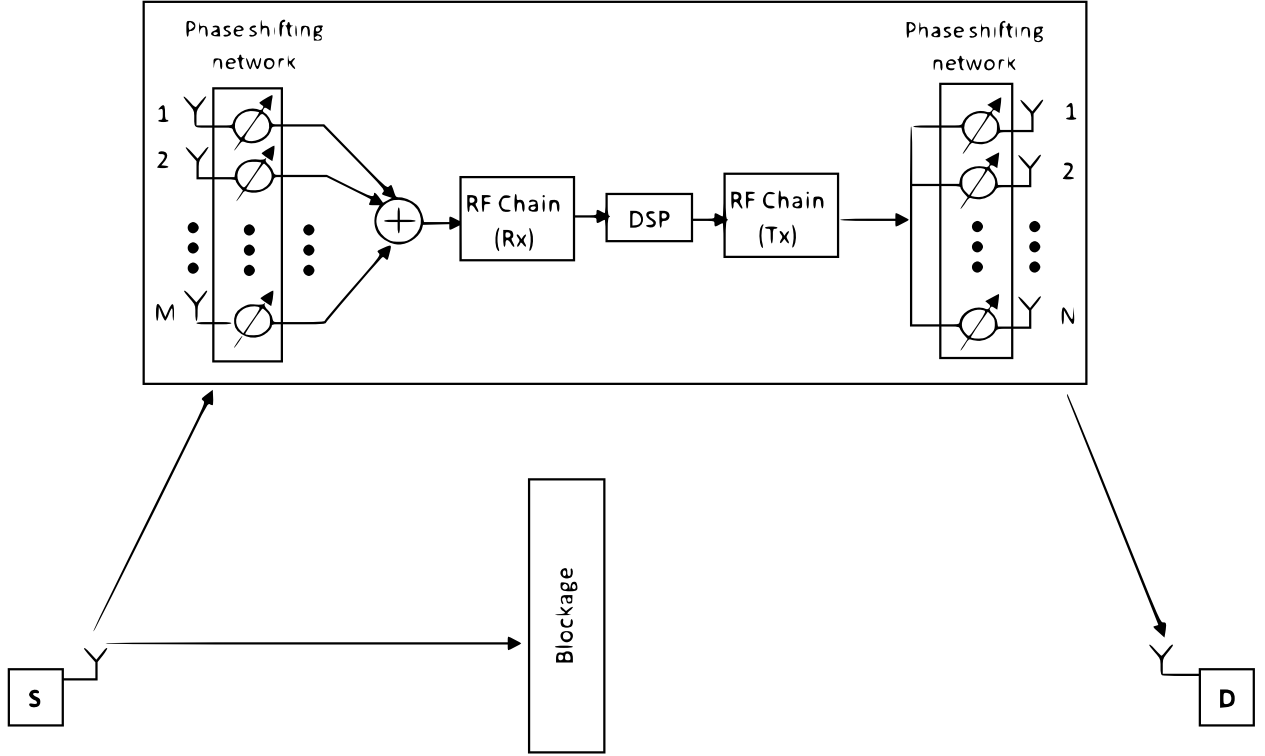 Phase shifting
network
Phase shifting
network
1
2
M
RF Chain
(Rx)
DSP
RF Chain
(Tx)
1
2
N
Blockage
S
D